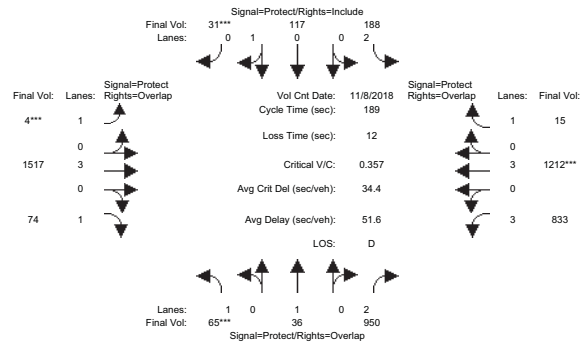 Signal=Protect/Rights=Include
Final Vol: 31*** 117 188
Lanes: 0 1 0 0 2
Signal=Protect
Final Vol: Lanes: Rights=Overlap
Vol Cnt Date: 11/8/2018
Signal=Protect
Rights=Overlap Lanes: Final Vol:
Cycle Time (sec): 189
4*** 1
1 15
Loss Time (sec): 12
0
0
1517 3
Critical V/C: 0.357
3 1212***
0
Avg Crit Del (sec/veh): 34.4
0
74 1
Avg Delay (sec/veh): 51.6
3 833
LOS: D
Lanes: 1 0 1 0 2
Final Vol: 65*** 36 950
Signal=Protect/Rights=Overlap